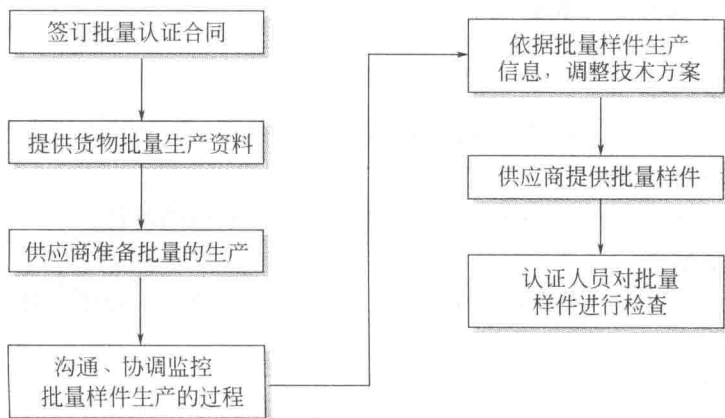 签订批量认证合同
提供货物批量生产资料
供应商准备批量的生产
沟通、协调监控
批量样件生产的过程
依据批量样件生产
信息，调整技术方案
供应商提供批量样件
认证人员对批量
样件进行检查